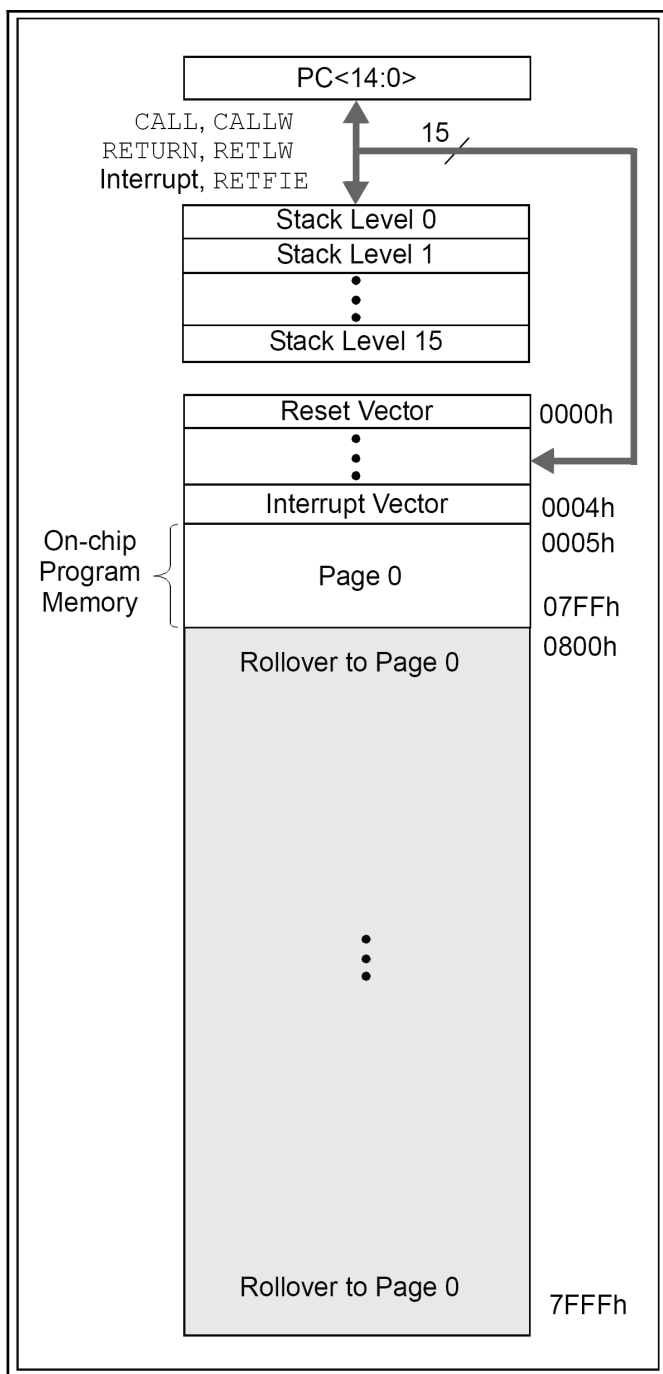 PC<14:0>
CALL, CALLW
RETURN, RETLW
Interrupt, RETFIE
15
Stack Level 0
Stack Level 1
Stack Level 15
Reset Vector
0000h
Interrupt Vector
0004h
On-chip
Program
Memory
Page 0
0005h
07FFh
Rollover to Page 0
0800h
Rollover to Page 0
7FFFh